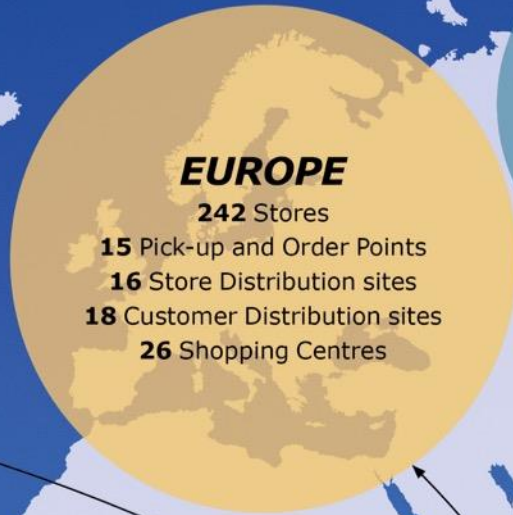 EUROPE
242 Stores
15 Pick-up and Order Points
16 Store Distribution sites
18 Customer Distribution sites
26 Shopping Centres